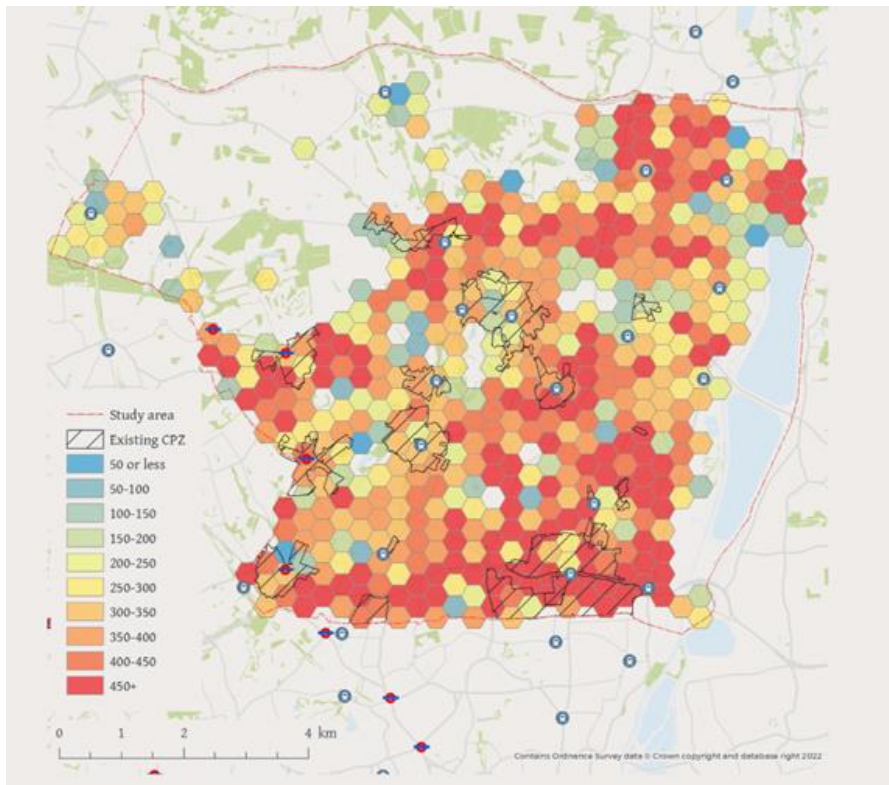 Study area
Existing CPZ
50 or less
50-100
100-150
150-200
200-250
250-300
300-350
350-400
400-450
450+
0 1 2 4 km
Contains Ordnance Survey data © Crown copyright and database right 2022